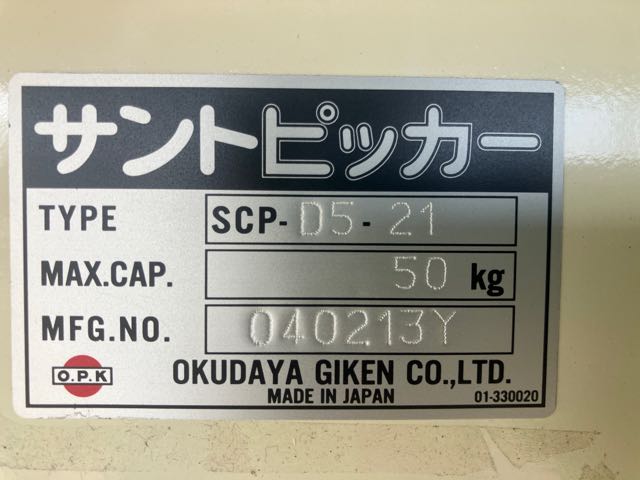 サントピッカー
TYPE SCP-D5-21
MAX.CAP. 50 kg
MFG.NO. 040213Y
O.P.K OKUDAYA GIKEN CO.,LTD.
MADE IN JAPAN 01-330020